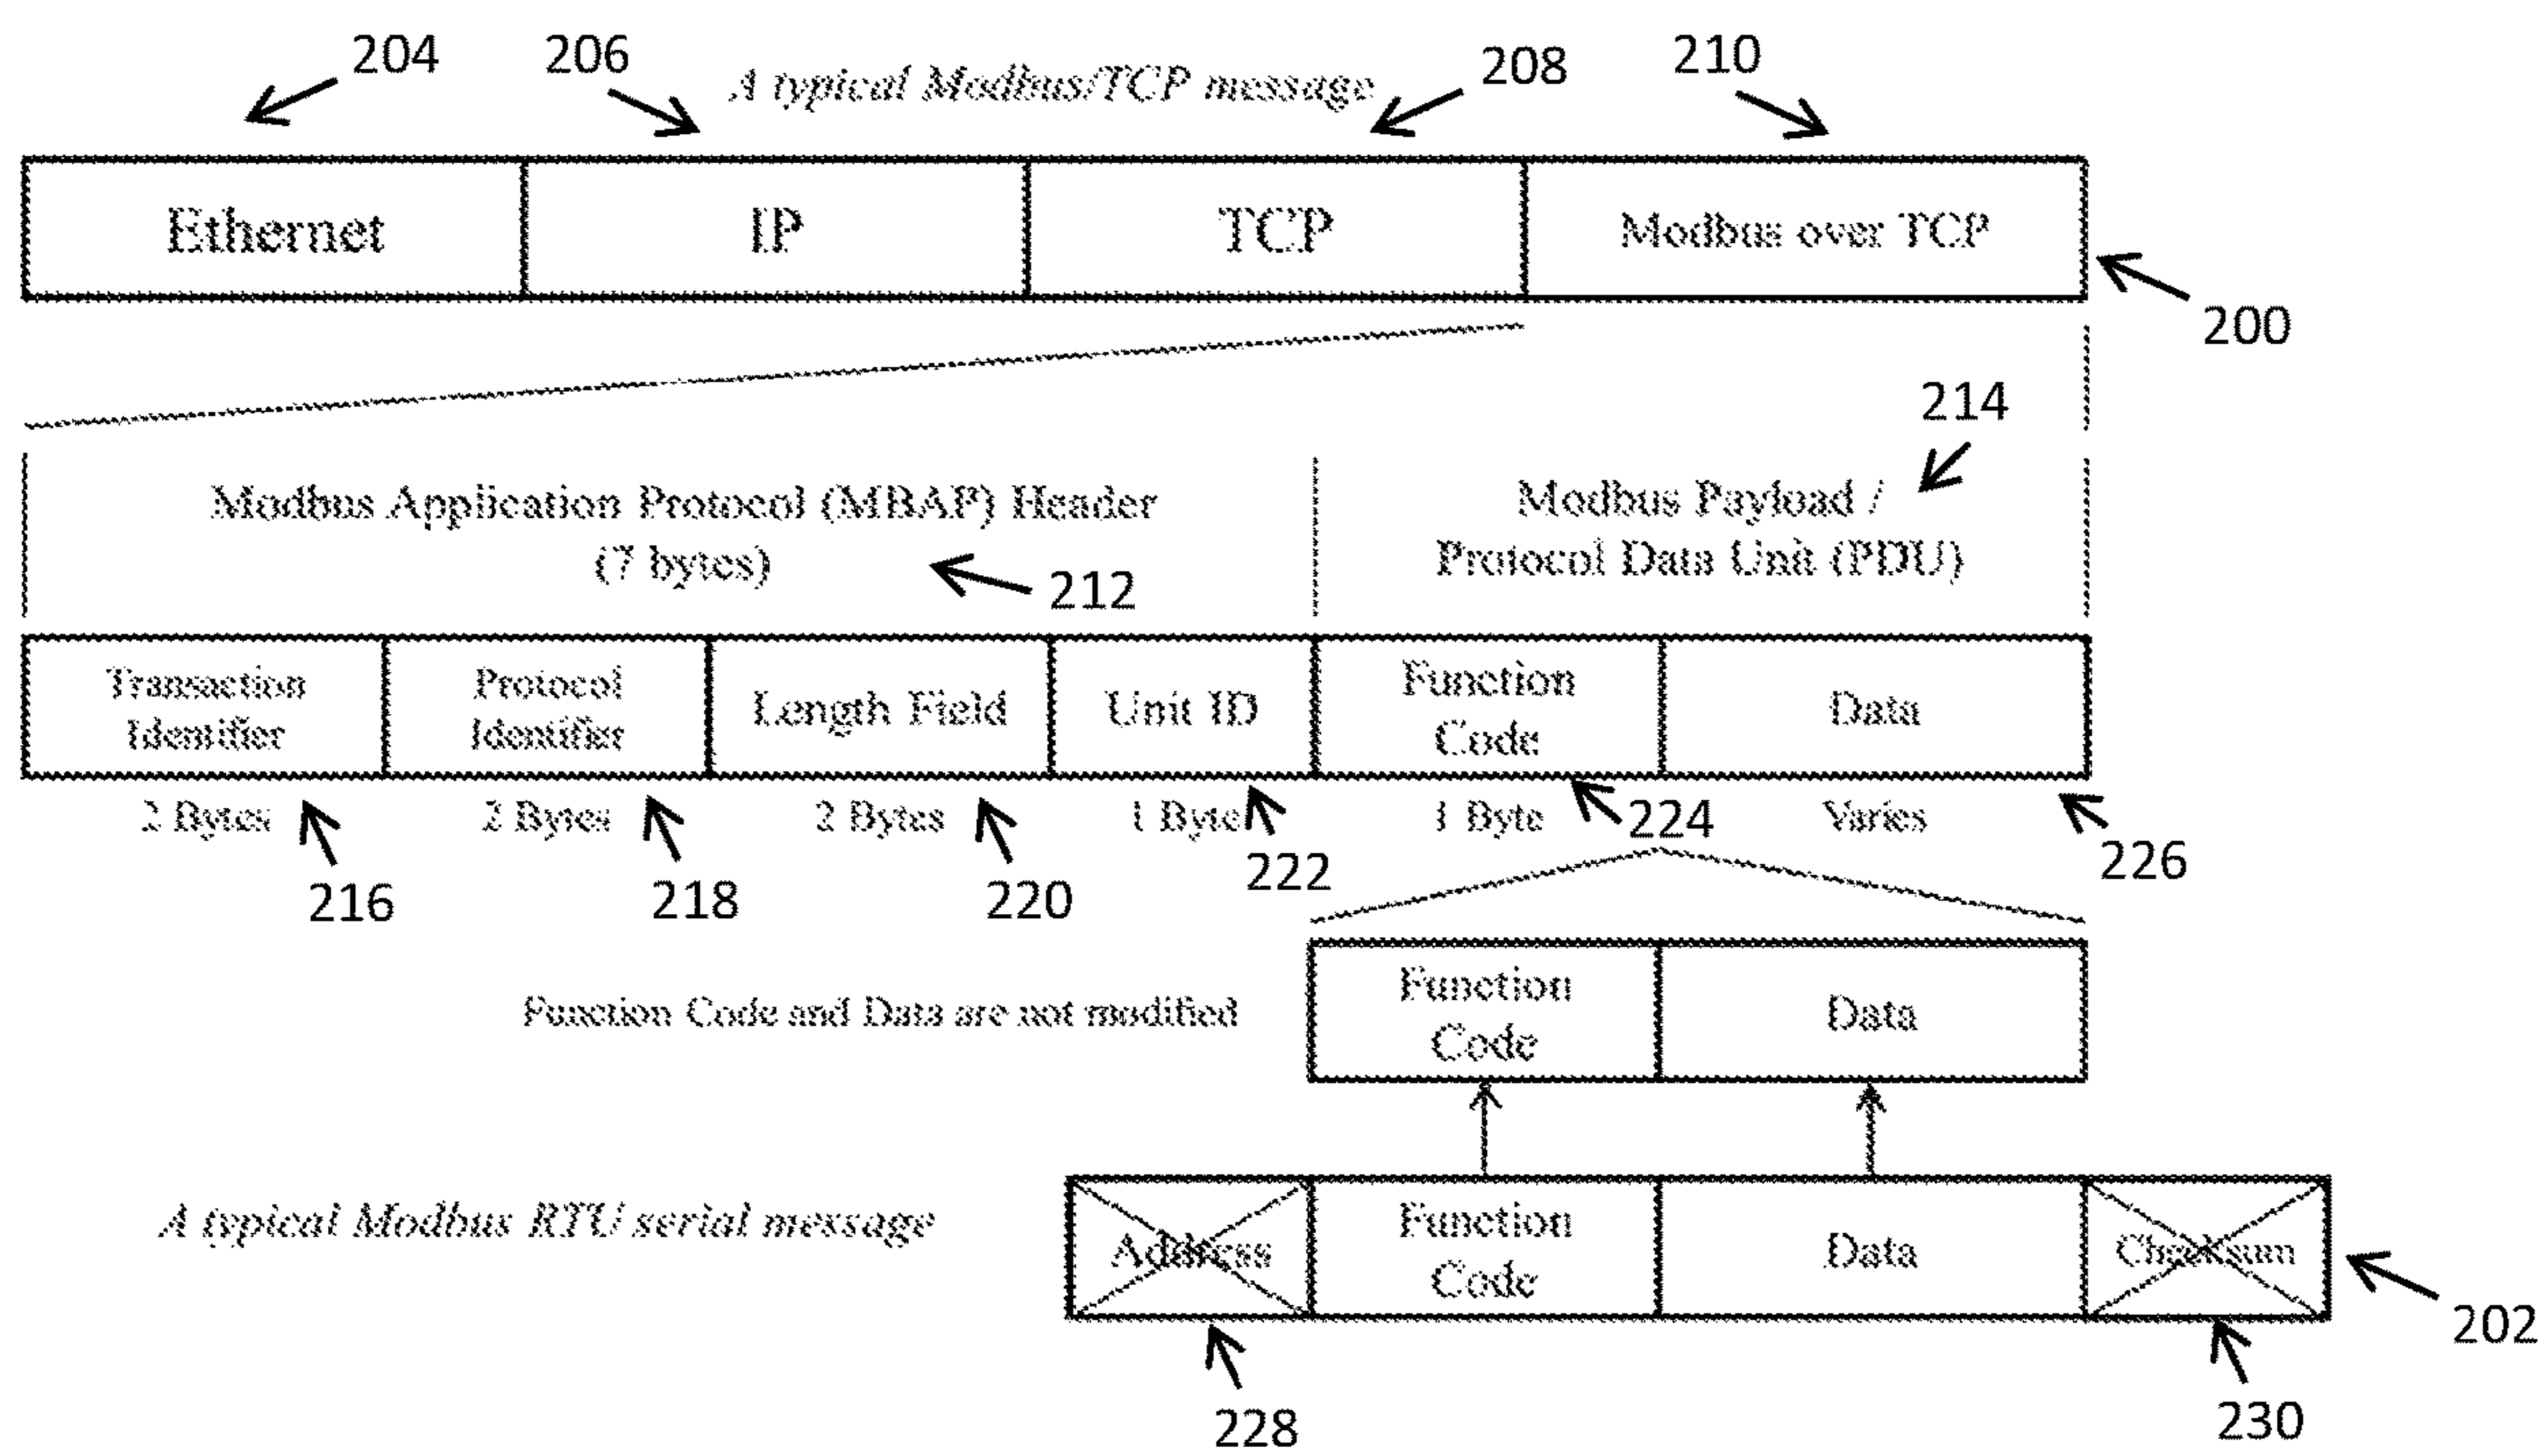 204
206
A typical Modbus/TCP message
208
210
Ethernet
IP
TCP
Modbus over TCP
200
214
Modbus Application Protocol (MBAP) Header
(7 bytes)
212
Modbus Payload /
Protocol Data Unit (PDU)
Transaction
Identifier
Protocol
Identifier
Length Field
Unit ID
Function
Code
Data
2 Bytes
2 Bytes
2 Bytes
1 Byte
1 Byte
Varies
216
218
220
222
224
226
Function Code and Data are not modified
Function
Code
Data
A typical Modbus RTU serial message
Address
Function
Code
Data
Checksum
202
228
230